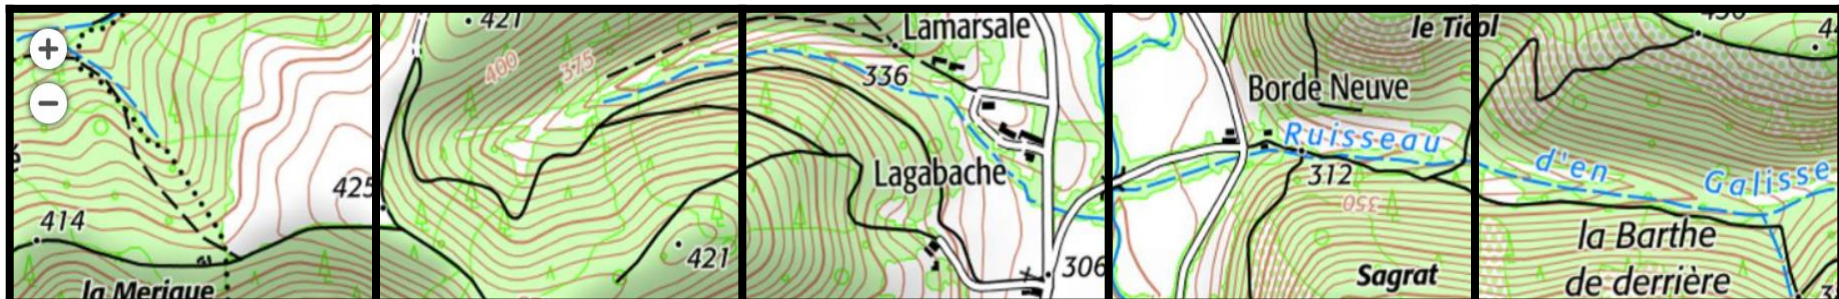 +
−
414
la Merique
425
421
400
375
421
Lamarsale
336
Lagabache
306
le Ticol
Borde Neuve
Ruisseau
312
350
Sagrat
d'en Galisse
la Barthe
de derrière